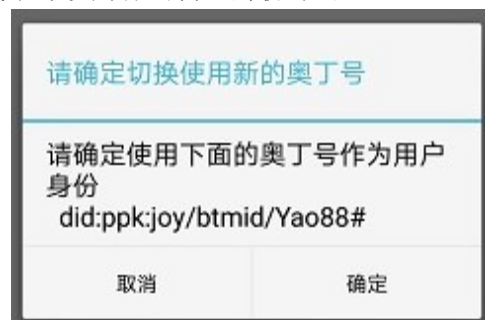 请确定切换使用新的奥丁号
请确定使用下面的奥丁号作为用户
身份
did:ppk:joy/btmid/Yao88#
取消
确定